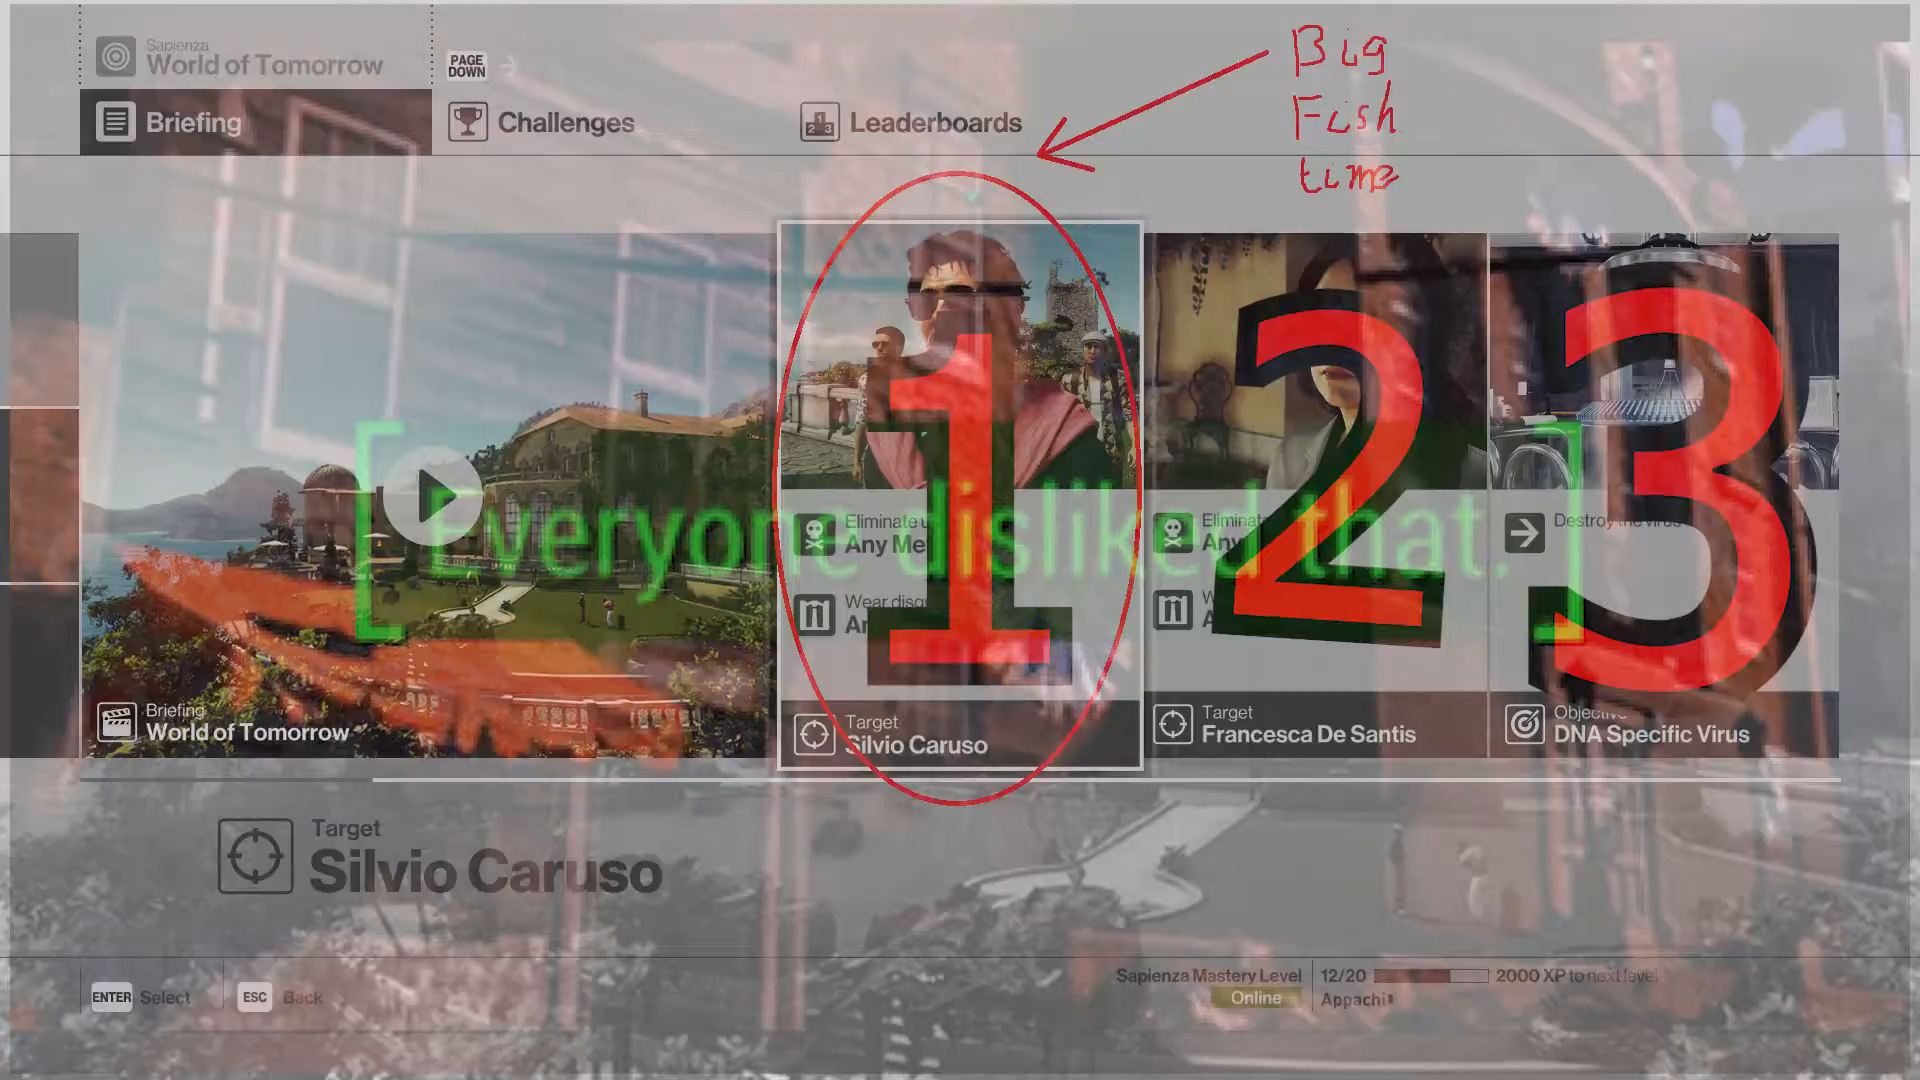 Sapienza
World of Tomorrow
PAGE DOWN
Big
Fish
time
Briefing
Challenges
Leaderboards
1
2
3
[Everyone disliked that.]
Eliminate
Any Me
Wear disg
Eliminat
Any
Destroy the virus
Briefing
World of Tomorrow
Target
Silvio Caruso
Target
Francesca De Santis
Objective
DNA Specific Virus
Target
Silvio Caruso
ENTER Select
ESC Back
Sapienza Mastery Level
12/20
2000 XP to next level
Online